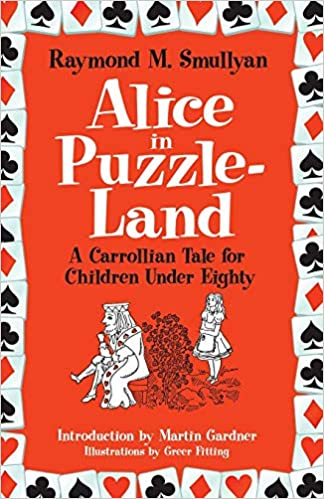 Raymond M. Smullyan
Alice
in
Puzzle-
Land
A Carrollian Tale for
Children Under Eighty
Introduction by Martin Gardner
Illustrations by Greer Fitting